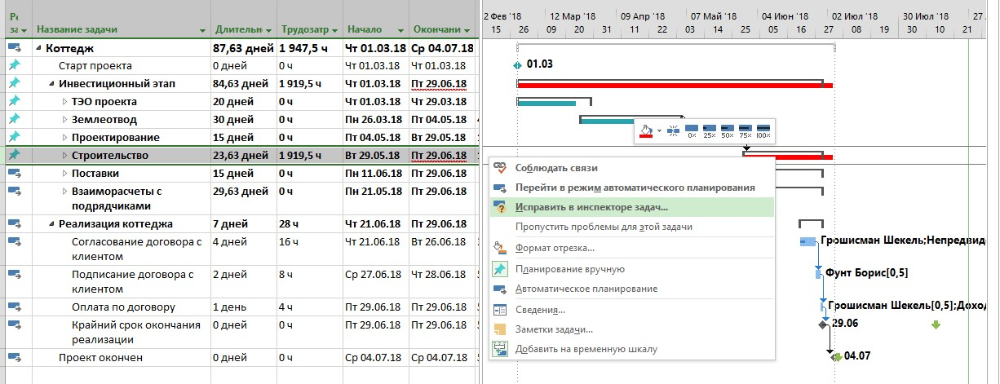 Ре
за
Название задачи
Длительн
Трудозатр
Начало
Окончани
2 Фев '18
12 Мар '18
09 Апр '18
07 Май '18
04 Июн '18
02 Июл '18
30 Июл '18
27
15 26 06 17 28 09 20 03 14 25 05 16 27 08 19 30 10 21 01
Коттедж 87,63 дней 1 947,5 ч Чт 01.03.18 Ср 04.07.18
Старт проекта 0 дней 0 ч Чт 01.03.18 Чт 01.03.18
01.03
Инвестиционный этап 84,63 дней 1 919,5 ч Чт 01.03.18 Пт 29.06.18
ТЭО проекта 20 дней 0 ч Чт 01.03.18 Чт 29.03.18
Землеотвод 30 дней 0 ч Пн 26.03.18 Пт 04.05.18
Проектирование 15 дней 0 ч Пт 04.05.18 Вт 29.05.18
0% 25% 50% 75% 100%
Строительство 23,63 дней 1 919,5 ч Вт 29.05.18 Пт 29.06.18
Поставки 15 дней 0 ч Пн 11.06.18 Пт 29.06.18
Взаиморасчеты с 29,63 дней 0 ч Пн 21.05.18 Пт 29.06.18
подрядчиками
Реализация коттеджа 7 дней 28 ч Чт 21.06.18 Пт 29.06.18
Согласование договора с 4 дней 16 ч Чт 21.06.18 Вт 26.06.18
клиентом
Подписание договора с 2 дней 8 ч Ср 27.06.18 Чт 28.06.18
клиентом
Оплата по договору 1 день 4 ч Пт 29.06.18 Пт 29.06.18
Крайний срок окончания 0 дней 0 ч Пт 29.06.18 Пт 29.06.18
реализации
Проект окончен 0 дней 0 ч Ср 04.07.18 Ср 04.07.18
Соблюдать связи
Перейти в режим автоматического планирования
Исправить в инспекторе задач...
Пропустить проблемы для этой задачи
Формат отрезка...
Планирование вручную
Автоматическое планирование
Сведения...
Заметки задачи...
Добавить на временную шкалу
Грошисман Шекель;Непредвид
Фунт Борис[0,5]
Грошисман Шекель[0,5];Доход
29.06
04.07